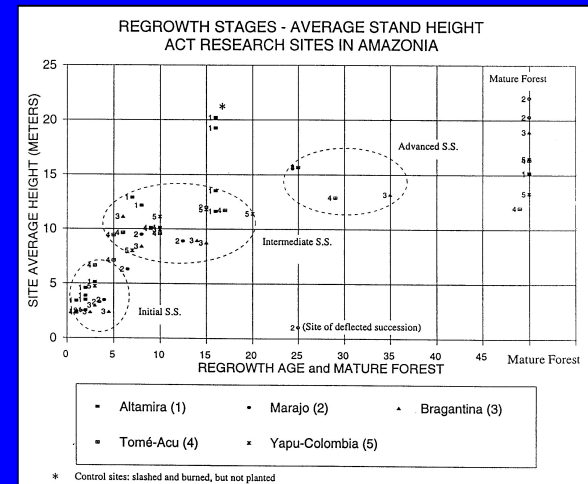 REGROWTH STAGES - AVERAGE STAND HEIGHT
ACT RESEARCH SITES IN AMAZONIA
SITE AVERAGE HEIGHT (METERS)
25
20
15
10
5
0
Mature Forest
Advanced S.S.
Intermediate S.S.
Initial S.S.
2 (Site of deflected succession)
*
0 5 10 15 20 25 30 35 40 45 Mature Forest
REGROWTH AGE and MATURE FOREST
Altamira (1) Marajo (2) Bragantina (3)
Tomé-Acu (4) Yapu-Colombia (5)
* Control sites: slashed and burned, but not planted